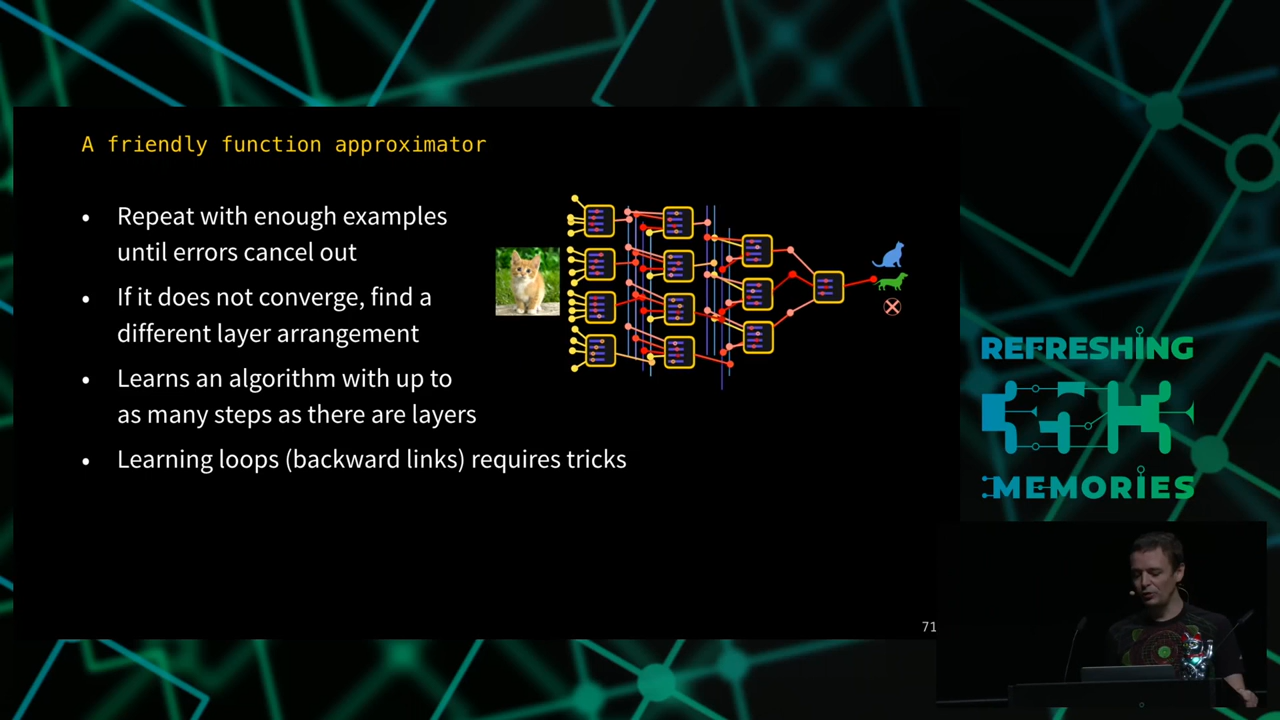 A friendly function approximator
• Repeat with enough examples
until errors cancel out
• If it does not converge, find a
different layer arrangement
• Learns an algorithm with up to
as many steps as there are layers
• Learning loops (backward links) requires tricks
71
REFRESHING
35C3
MEMORIES